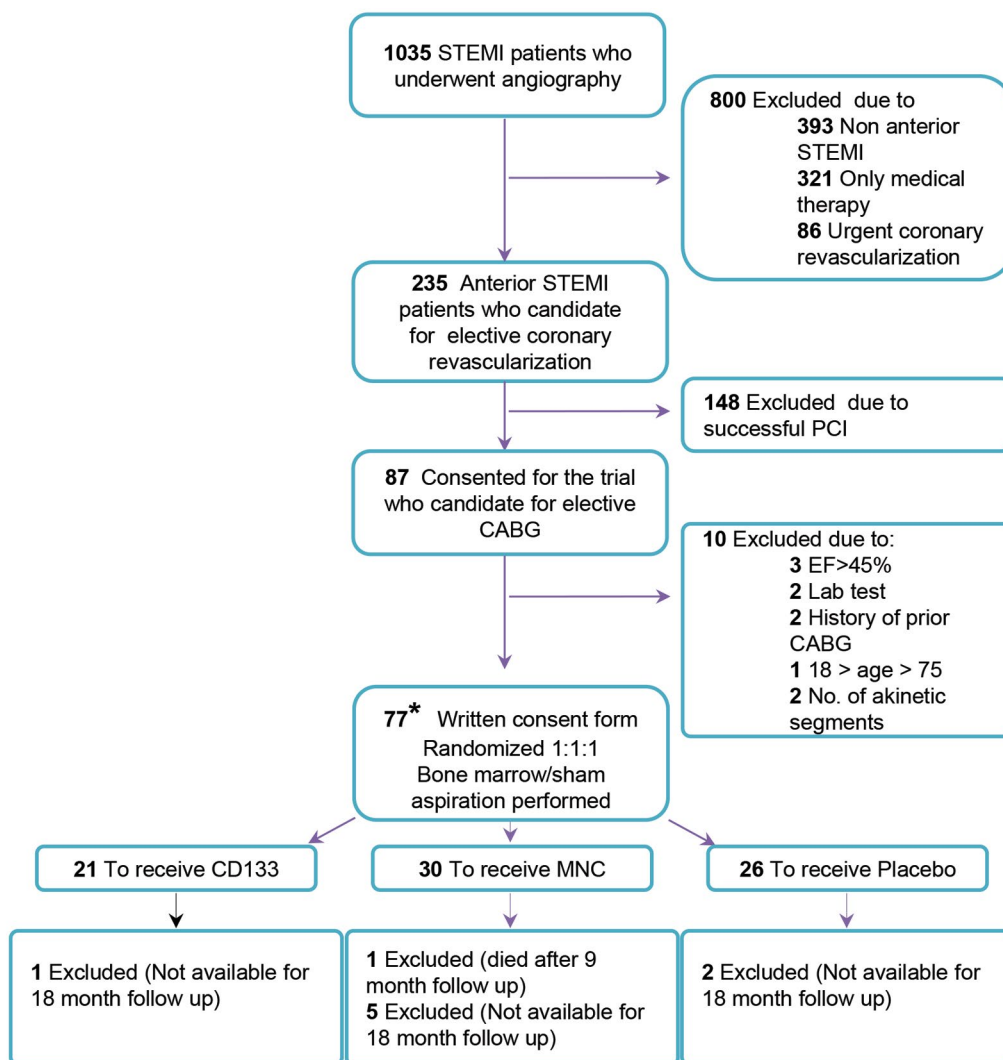 1035 STEMI patients who
underwent angiography
800 Excluded due to
393 Non anterior
STEMI
321 Only medical
therapy
86 Urgent coronary
revascularization
235 Anterior STEMI
patients who candidate
for elective coronary
revascularization
148 Excluded due to
successful PCI
87 Consented for the trial
who candidate for elective
CABG
10 Excluded due to:
3 EF>45%
2 Lab test
2 History of prior
CABG
1 18 > age > 75
2 No. of akinetic
segments
77* Written consent form
Randomized 1:1:1
Bone marrow/sham
aspiration performed
21 To receive CD133
30 To receive MNC
26 To receive Placebo
1 Excluded (Not available for
18 month follow up)
1 Excluded (died after 9
month follow up)
5 Excluded (Not available for
18 month follow up)
2 Excluded (Not available for
18 month follow up)